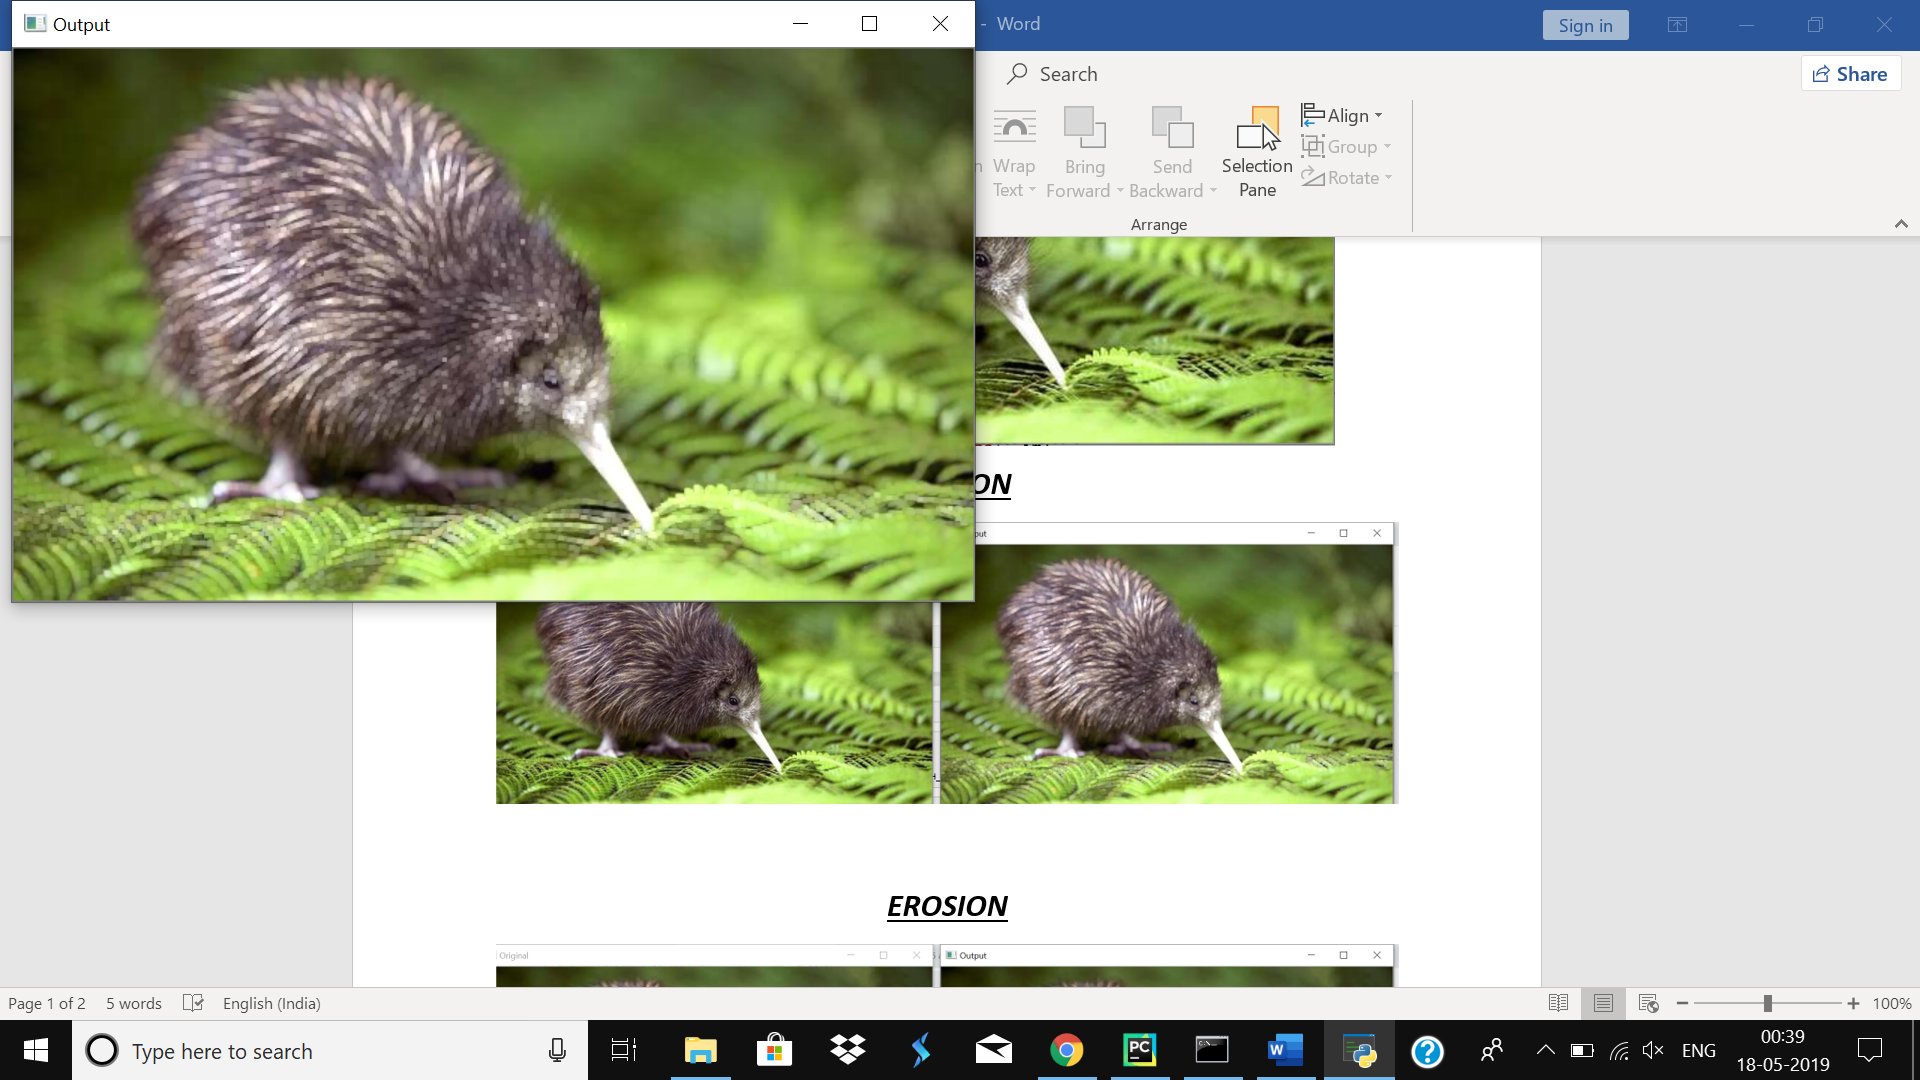 Output
- Word
Sign in
Search
Share
Wrap
Text
Bring
Forward
Send
Backward
Selection
Pane
Align
Group
Rotate
Arrange
ON
put
EROSION
Original
Output
Page 1 of 2
5 words
English (India)
100%
Type here to search
PC
W
?
ENG
00:39
18-05-2019